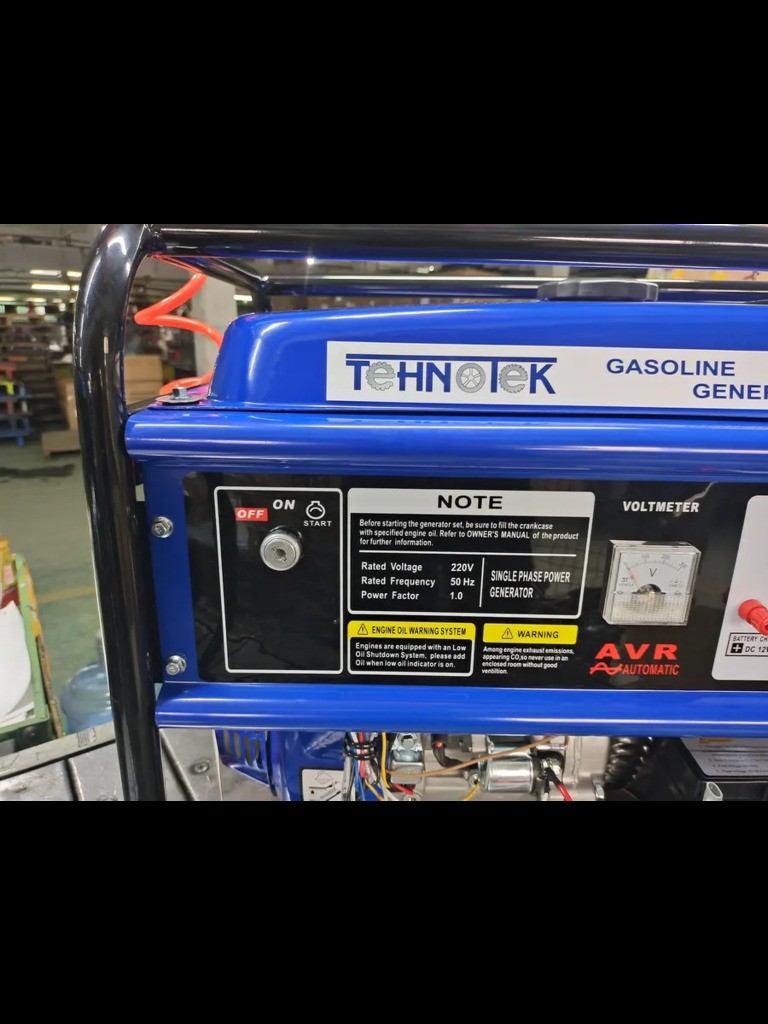 TEHNOTEK
GASOLINE
GENER
OFF
ON
START
NOTE
Before starting the generator set, be sure to fill the crankcase
with specified engine oil. Refer to OWNER'S MANUAL of the product
for further information.
Rated Voltage 220V
Rated Frequency 50 Hz
Power Factor 1.0
SINGLE PHASE POWER
GENERATOR
ENGINE OIL WARNING SYSTEM
Engines are equipped with an Low
Oil Shutdown System, please add
Oil when low oil indicator is on.
WARNING
Among engine exhaust emissions,
appearing CO,so never use in an
enclosed room without good
ventiltion.
VOLTMETER
V
AVR
AUTOMATIC
BATTERY CH
DC 12V